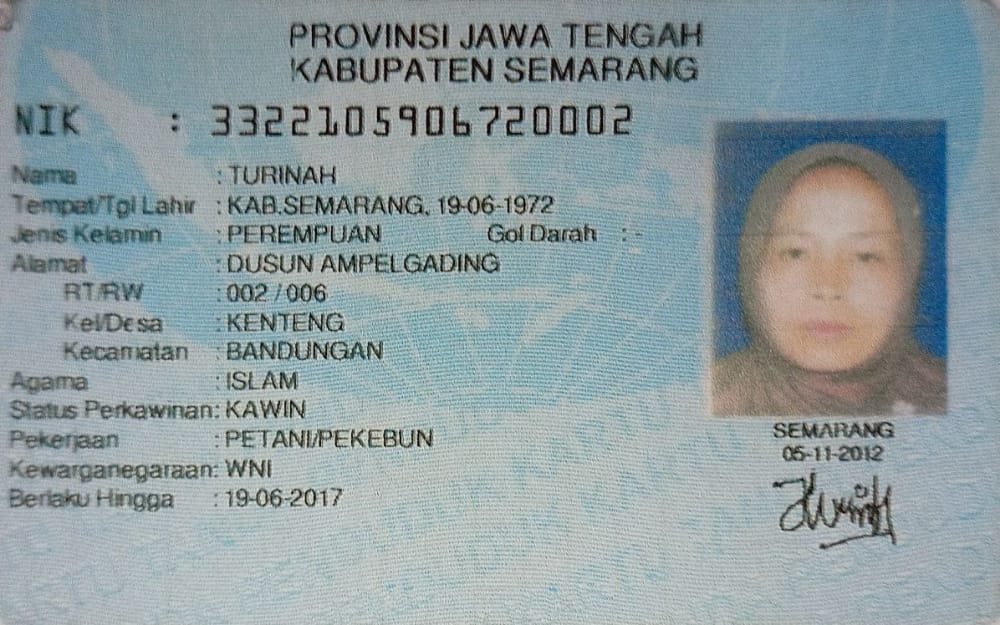 PROVINSI JAWA TENGAH
KABUPATEN SEMARANG
NIK : 3322105906720002
Nama : TURINAH
Tempat/Tgl Lahir : KAB.SEMARANG, 19-06-1972
Jenis Kelamin : PEREMPUAN Gol Darah : -
Alamat : DUSUN AMPELGADING
RT/RW : 002 / 006
Kel/Desa : KENTENG
Kecamatan : BANDUNGAN
Agama : ISLAM
Status Perkawinan: KAWIN
Pekerjaan : PETANI/PEKEBUN
Kewarganegaraan: WNI
Berlaku Hingga : 19-06-2017
SEMARANG
05-11-2012